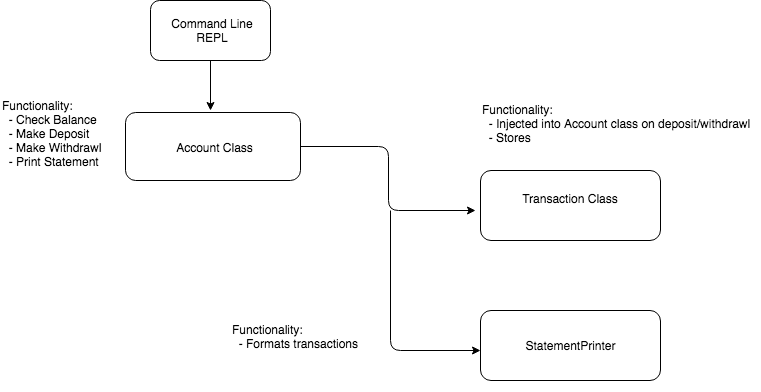 Command Line
REPL
Functionality:
- Check Balance
- Make Deposit
- Make Withdrawl
- Print Statement
Account Class
Functionality:
- Injected into Account class on deposit/withdrawl
- Stores
Transaction Class
Functionality:
- Formats transactions
StatementPrinter